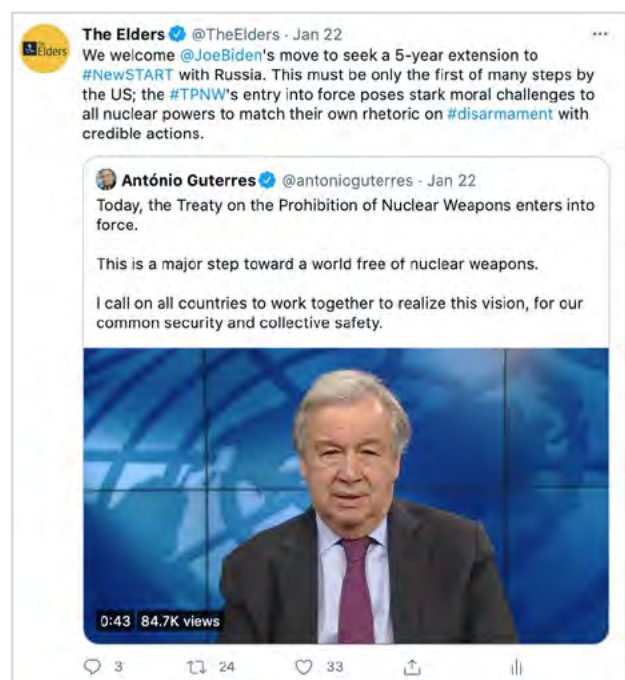 The Elders @TheElders · Jan 22
We welcome @JoeBiden's move to seek a 5-year extension to
#NewSTART with Russia. This must be only the first of many steps by
the US; the #TPNW's entry into force poses stark moral challenges to
all nuclear powers to match their own rhetoric on #disarmament with
credible actions.
António Guterres @antonioguterres · Jan 22
Today, the Treaty on the Prohibition of Nuclear Weapons enters into
force.
This is a major step toward a world free of nuclear weapons.
I call on all countries to work together to realize this vision, for our
common security and collective safety.
0:43 84.7K views
3 24 33